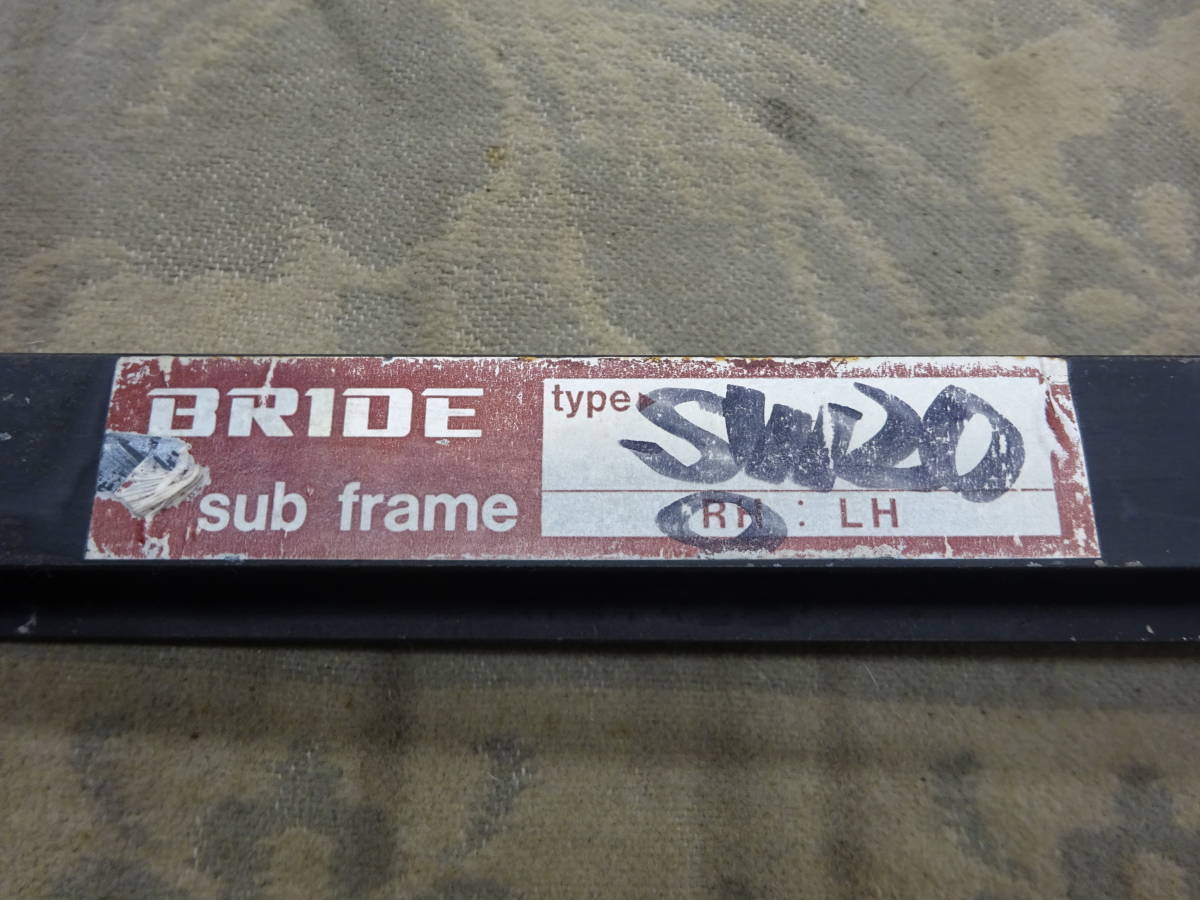 BRIDE
sub frame
type SW20
RH : LH